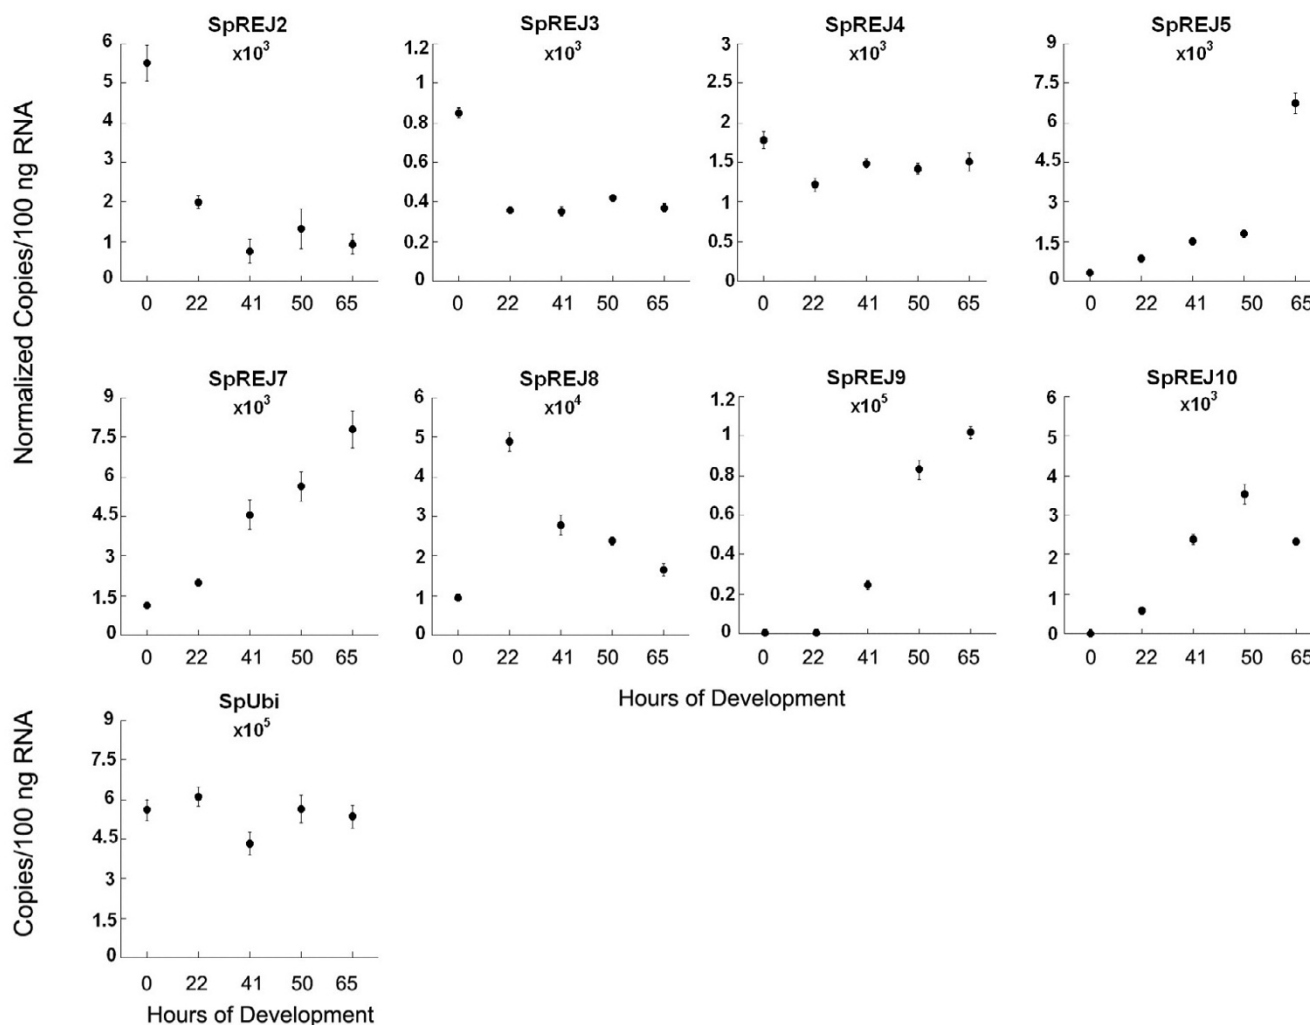 SpREJ2
x10³
6
5
4
3
2
1
0
0 22 41 50 65
SpREJ3
x10³
1.2
1
0.8
0.6
0.4
0.2
0
0 22 41 50 65
SpREJ4
x10³
3
2.5
2
1.5
1
0.5
0
0 22 41 50 65
SpREJ5
x10³
9
7.5
6
4.5
3
1.5
0
0 22 41 50 65
Normalized Copies/100 ng RNA
SpREJ7
x10³
9
7.5
6
4.5
3
1.5
0
0 22 41 50 65
SpREJ8
x10⁴
6
5
4
3
2
1
0
0 22 41 50 65
SpREJ9
x10⁵
1.2
1
0.8
0.6
0.4
0.2
0
0 22 41 50 65
SpREJ10
x10³
6
5
4
3
2
1
0
0 22 41 50 65
Hours of Development
Copies/100 ng RNA
SpUbi
x10⁵
9
7.5
6
4.5
3
1.5
0
0 22 41 50 65
Hours of Development